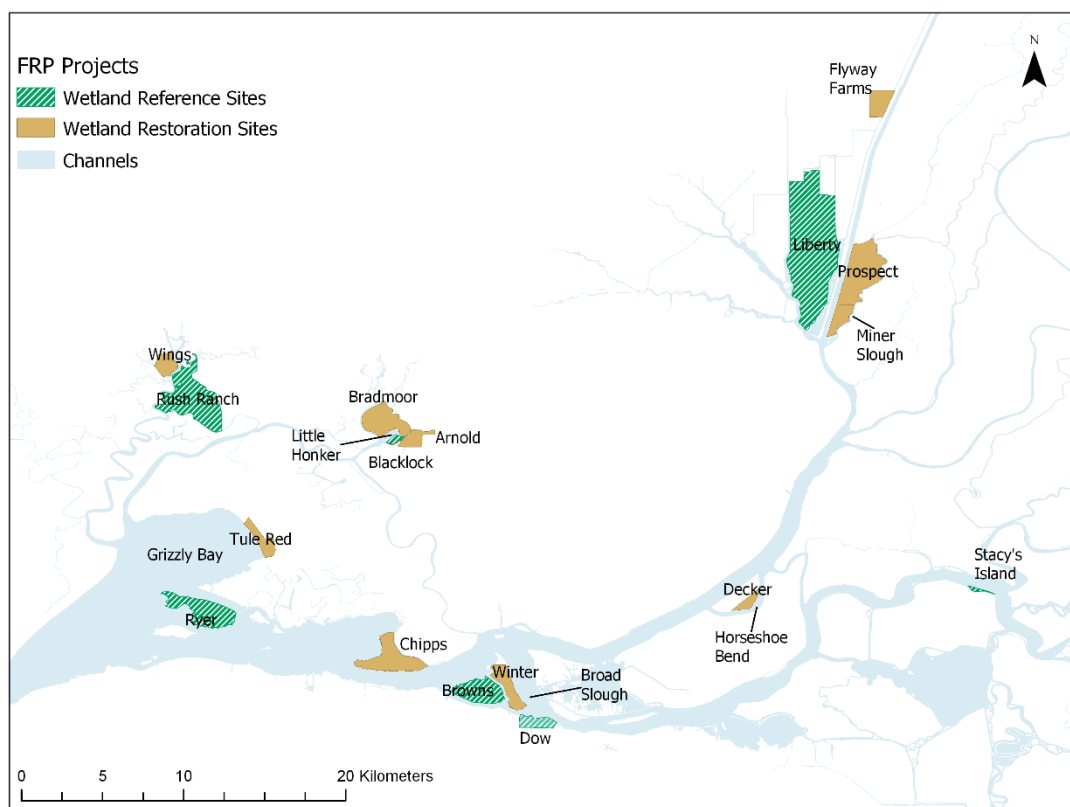 FRP Projects
Wetland Reference Sites
Wetland Restoration Sites
Channels
N
Flyway
Farms
Liberty
Prospect
Miner
Slough
Wings
Rush Ranch
Bradmoor
Little
Honker
Arnold
Blacklock
Tule Red
Grizzly Bay
Stacy's
Island
Ryer
Decker
Horseshoe
Bend
Chipps
Winter
Broad
Slough
Browns
Dow
0 5 10 20 Kilometers